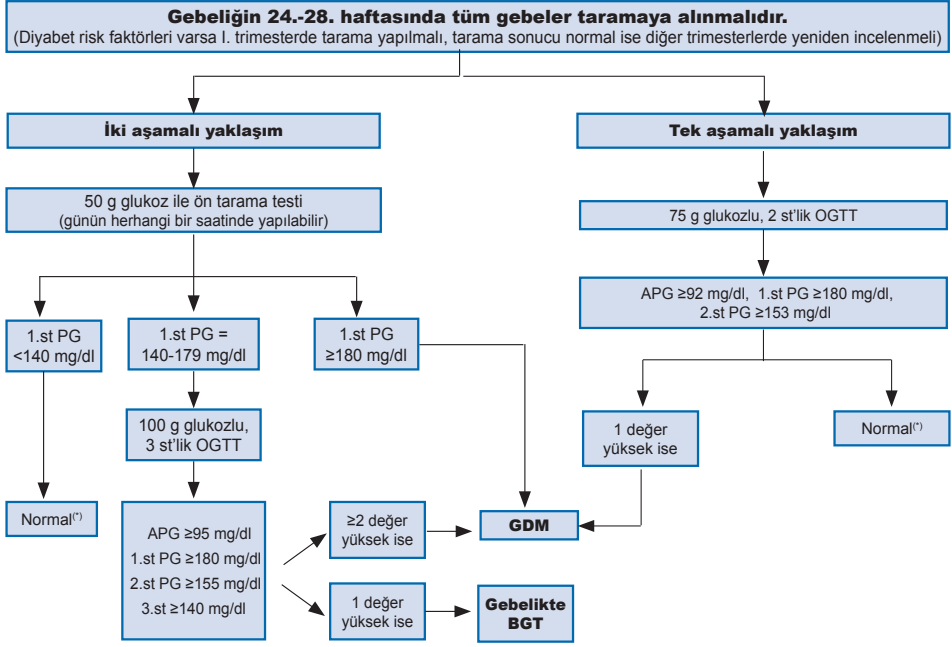 Gebeliğin 24.-28. haftasında tüm gebeler taramaya alınmalıdır.
(Diyabet risk faktörleri varsa I. trimesterde tarama yapılmalı, tarama sonucu normal ise diğer trimesterlerde yeniden incelenmeli)
İki aşamalı yaklaşım
50 g glukoz ile ön tarama testi
(günün herhangi bir saatinde yapılabilir)
1.st PG
<140 mg/dl
1.st PG =
140-179 mg/dl
1.st PG
≥180 mg/dl
100 g glukozlu,
3 st'lik OGTT
Normal(*)
APG ≥95 mg/dl
1.st PG ≥180 mg/dl
2.st PG ≥155 mg/dl
3.st ≥140 mg/dl
≥2 değer
yüksek ise
1 değer
yüksek ise
GDM
Gebelikte
BGT
Tek aşamalı yaklaşım
75 g glukozlu, 2 st'lik OGTT
APG ≥92 mg/dl, 1.st PG ≥180 mg/dl,
2.st PG ≥153 mg/dl
1 değer
yüksek ise
Normal(*)